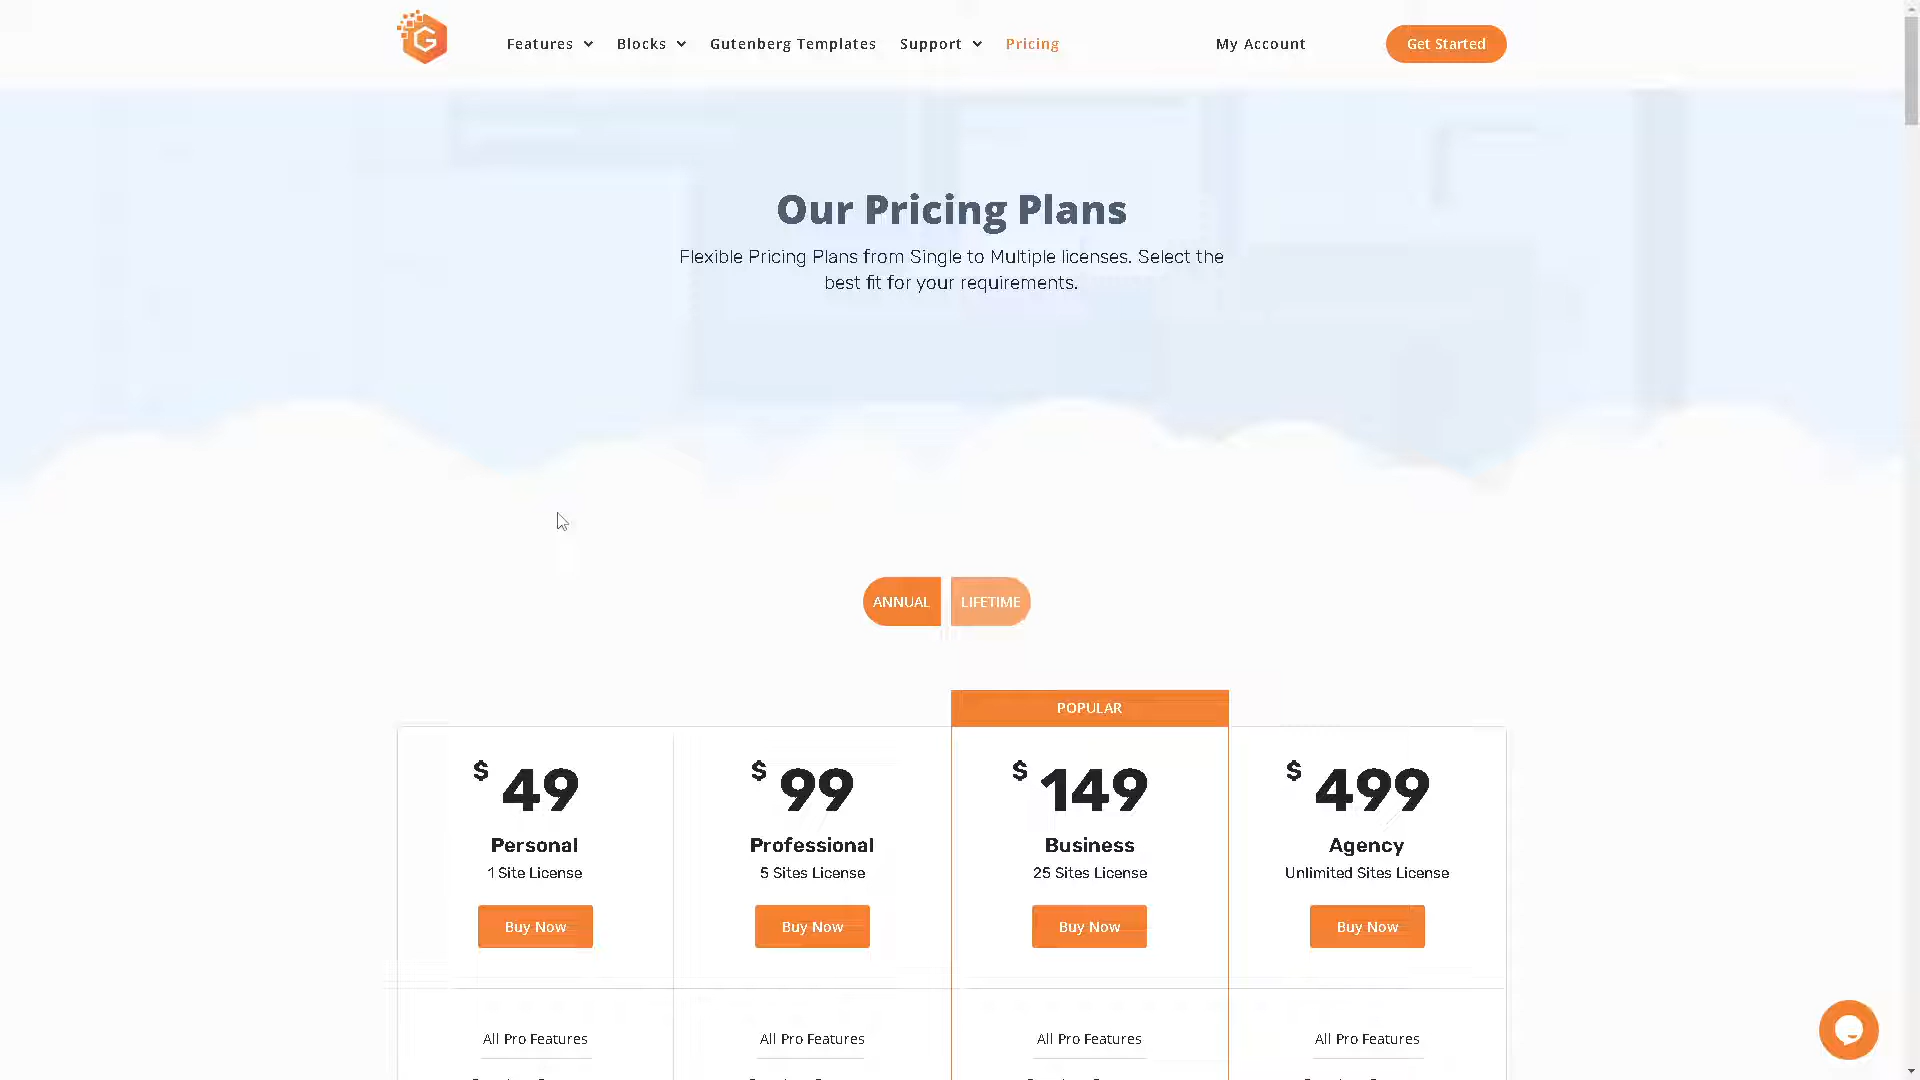 Features Blocks Gutenberg Templates Support Pricing My Account Get Started
Our Pricing Plans
Flexible Pricing Plans from Single to Multiple licenses. Select the
best fit for your requirements.
ANNUAL LIFETIME
POPULAR
$ 49 $ 99 $ 149 $ 499
Personal Professional Business Agency
1 Site License 5 Sites License 25 Sites License Unlimited Sites License
Buy Now Buy Now Buy Now Buy Now
All Pro Features All Pro Features All Pro Features All Pro Features